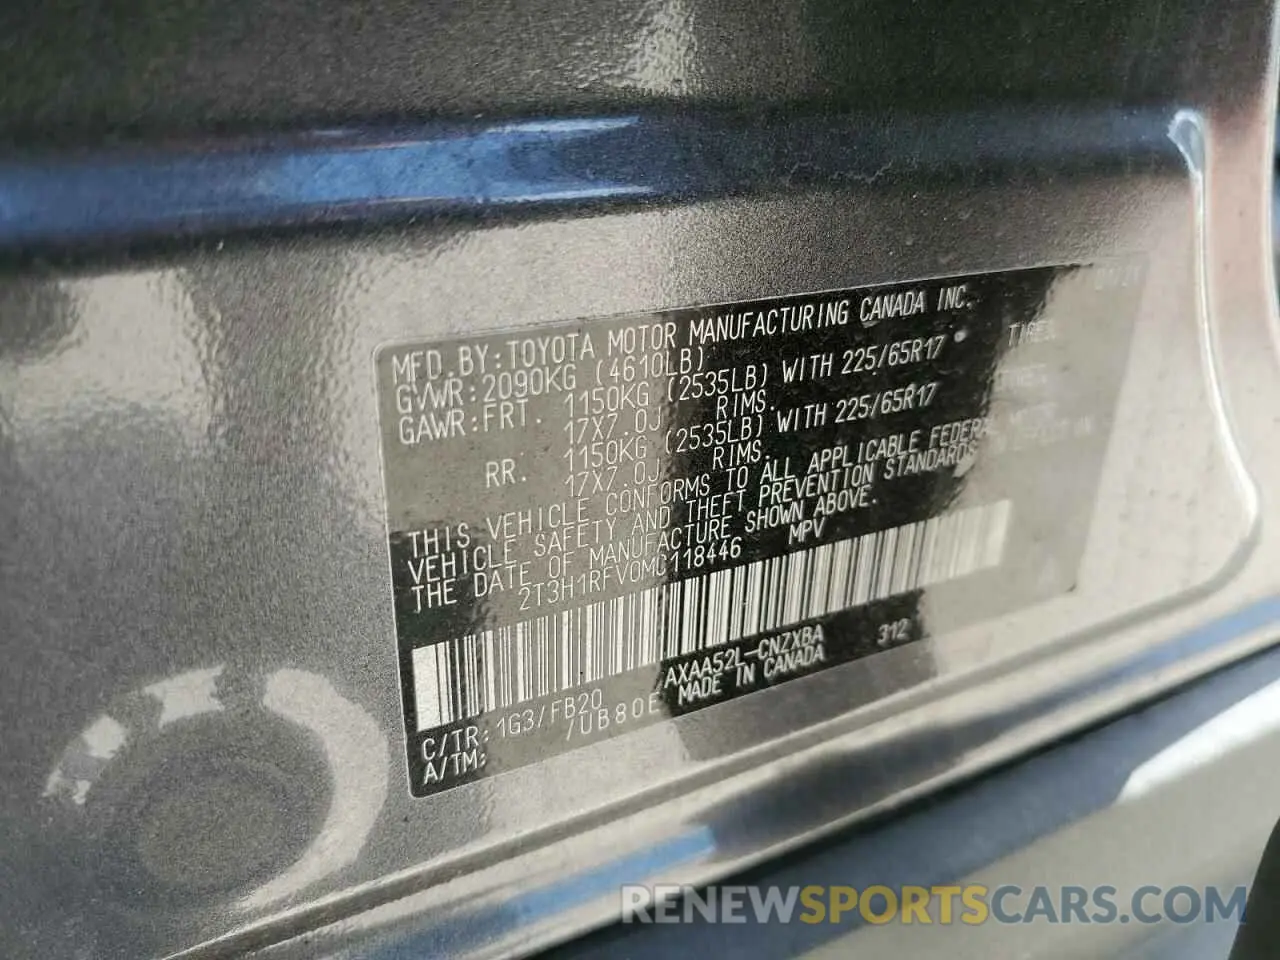 MFD.BY:TOYOTA MOTOR MANUFACTURING CANADA INC.
GVWR:2090KG (4610LB)
GAWR:FRT. 1150KG (2535LB) WITH 225/65R17 TIRES
17X7.0J RIMS.
RR. 1150KG (2535LB) WITH 225/65R17
17X7.0J RIMS.
THIS VEHICLE CONFORMS TO ALL APPLICABLE FEDERAL
VEHICLE SAFETY AND THEFT PREVENTION STANDARDS
THE DATE OF MANUFACTURE SHOWN ABOVE.
2T3H1RFV0MC118446 MPV
AXAA52L-CNZXBA 312
C/TR:1G3/FB20 MADE IN CANADA
A/TM: /UB80E
RENEWSPORTSCARS.COM